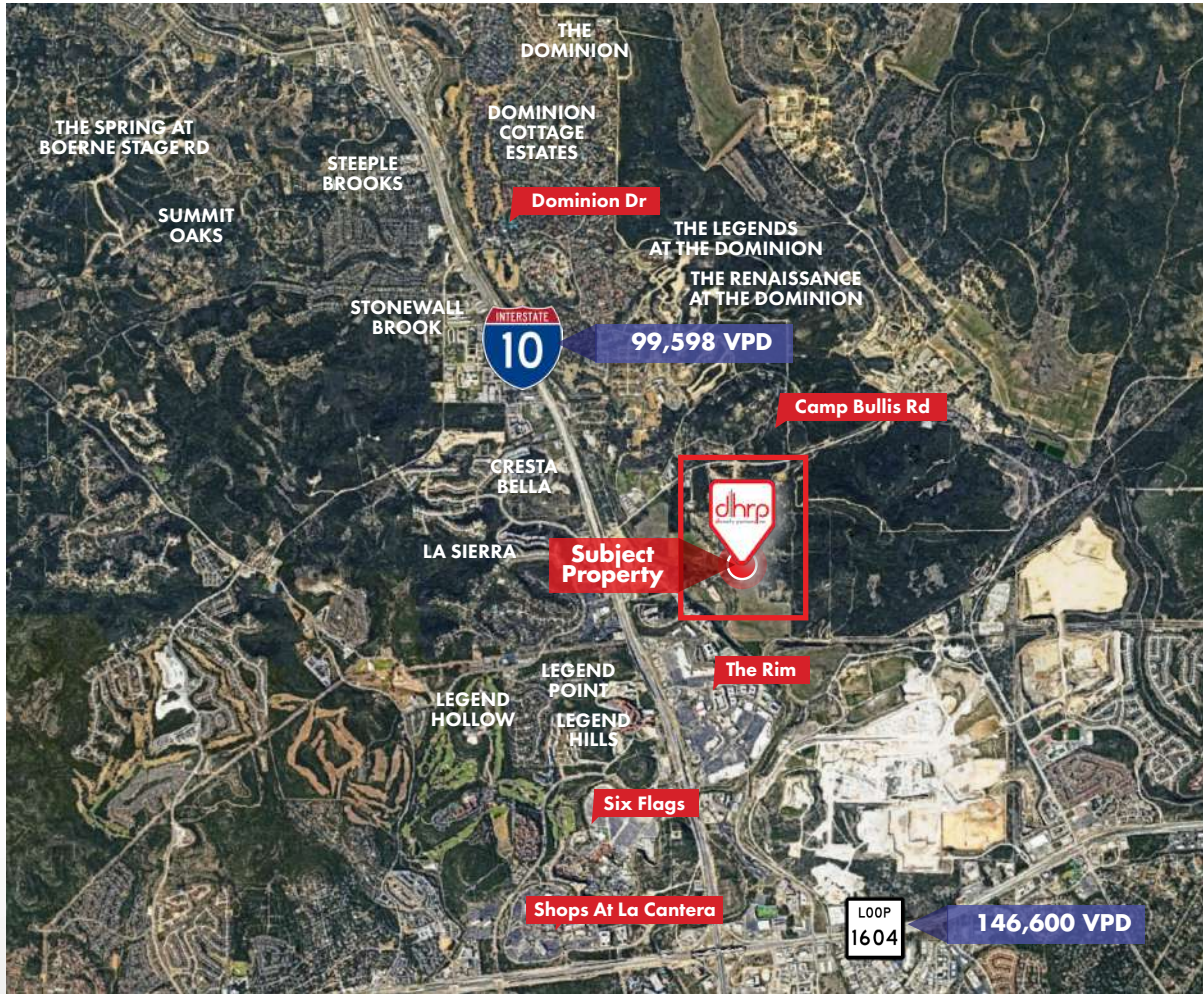 THE
DOMINION
DOMINION
COTTAGE
ESTATES
THE SPRING AT
BOERNE STAGE RD
STEEPLE
BROOKS
Dominion Dr
SUMMIT
OAKS
THE LEGENDS
AT THE DOMINION
THE RENAISSANCE
AT THE DOMINION
STONEWALL
BROOK
INTERSTATE
10
99,598 VPD
Camp Bullis Rd
CRESTA
BELLA
dhrp
LA SIERRA
Subject
Property
The Rim
LEGEND
POINT
LEGEND
HOLLOW
LEGEND
HILLS
Six Flags
Shops At La Cantera
LOOP
1604
146,600 VPD